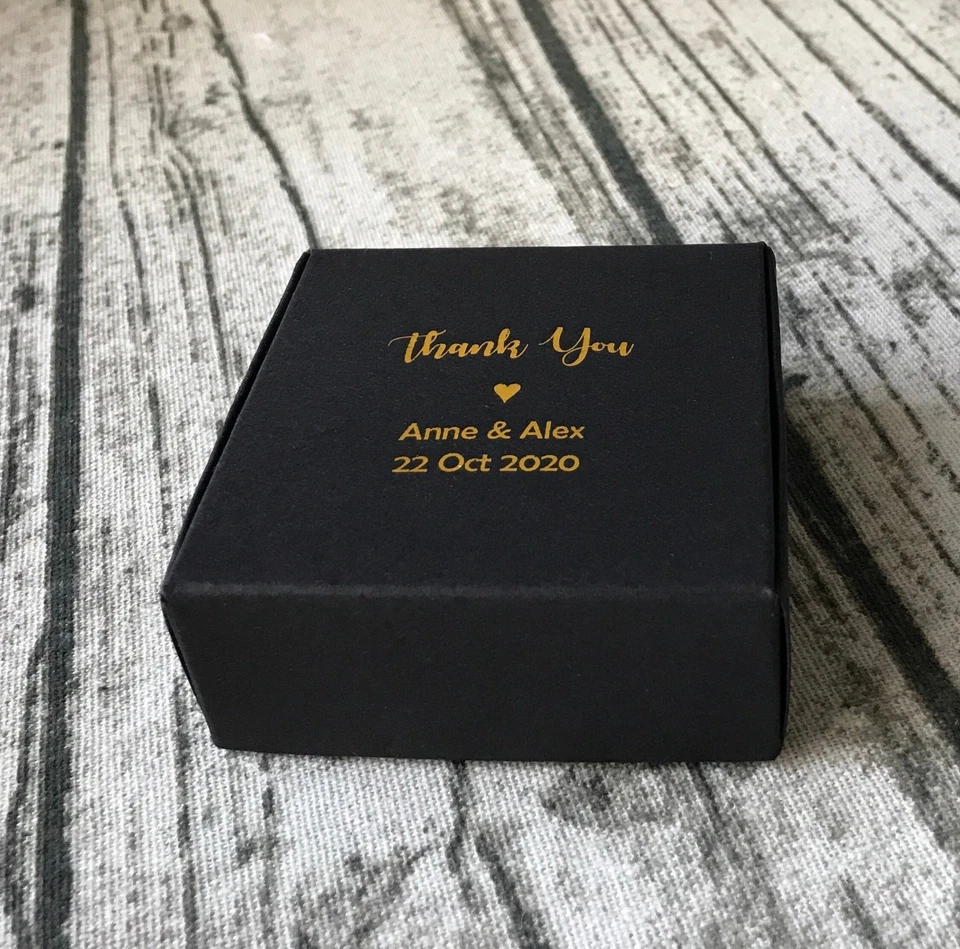 Thank You
Anne & Alex
22 Oct 2020